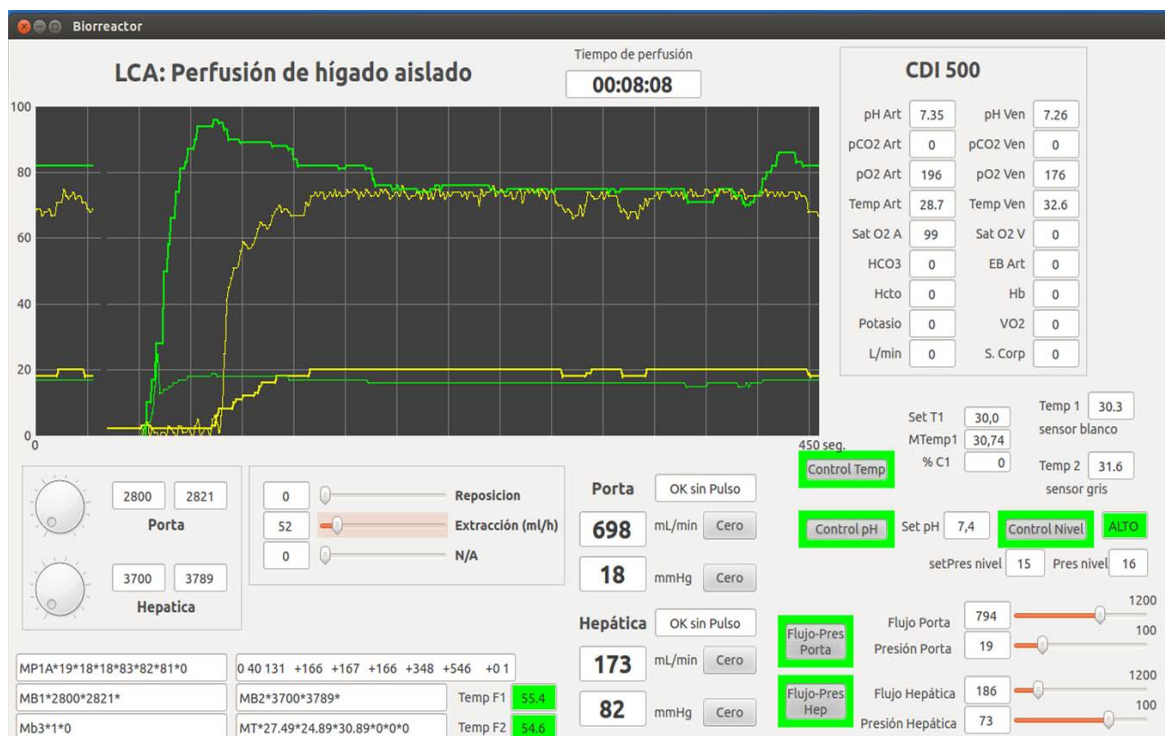 Biorreactor
LCA: Perfusión de hígado aislado
Tiempo de perfusión
00:08:08
100
80
60
40
20
0
0
450 seg.
CDI 500
pH Art 7.35 pH Ven 7.26
pCO2 Art 0 pCO2 Ven 0
pO2 Art 196 pO2 Ven 176
Temp Art 28.7 Temp Ven 32.6
Sat O2 A 99 Sat O2 V 0
HCO3 0 EB Art 0
Hcto 0 Hb 0
Potasio 0 VO2 0
L/min 0 S. Corp 0
Set T1 30,0
MTemp1 30,74
% C1 0
Temp 1 30.3
sensor blanco
Temp 2 31.6
sensor gris
Control Temp
Control pH Set pH 7,4 Control Nivel ALTO
setPres nivel 15 Pres nivel 16
2800 2821
Porta
3700 3789
Hepatica
0 Reposicion
52 Extracción (ml/h)
0 N/A
Porta OK sin Pulso
698 mL/min Cero
18 mmHg Cero
Hepática OK sin Pulso
173 mL/min Cero
82 mmHg Cero
Flujo-Pres
Porta
Flujo Porta 794 1200
Presión Porta 19 100
Flujo-Pres
Hep
Flujo Hepática 186 1200
Presión Hepática 73 100
MP1A*19*18*18*83*82*81*0 0 40 131 +166 +167 +166 +348 +546 +0 1
MB1*2800*2821* MB2*3700*3789* Temp F1 55.4
Mb3*1*0 MT*27.49*24.89*30.89*0*0*0 Temp F2 54.6